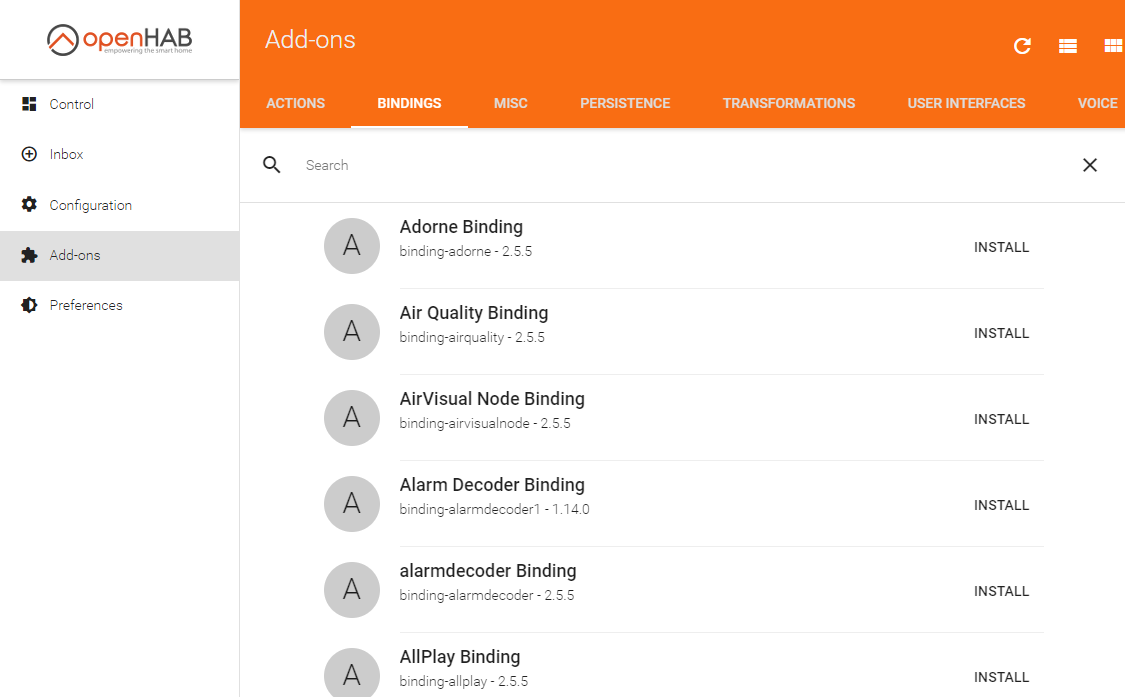 openHAB
empowering the smart home
Add-ons
ACTIONS
BINDINGS
MISC
PERSISTENCE
TRANSFORMATIONS
USER INTERFACES
VOICE
Control
Inbox
Configuration
Add-ons
Preferences
Search
A
Adorne Binding
binding-adorne - 2.5.5
INSTALL
A
Air Quality Binding
binding-airquality - 2.5.5
INSTALL
A
AirVisual Node Binding
binding-airvisualnode - 2.5.5
INSTALL
A
Alarm Decoder Binding
binding-alarmdecoder1 - 1.14.0
INSTALL
A
alarmdecoder Binding
binding-alarmdecoder - 2.5.5
INSTALL
A
AllPlay Binding
binding-allplay - 2.5.5
INSTALL